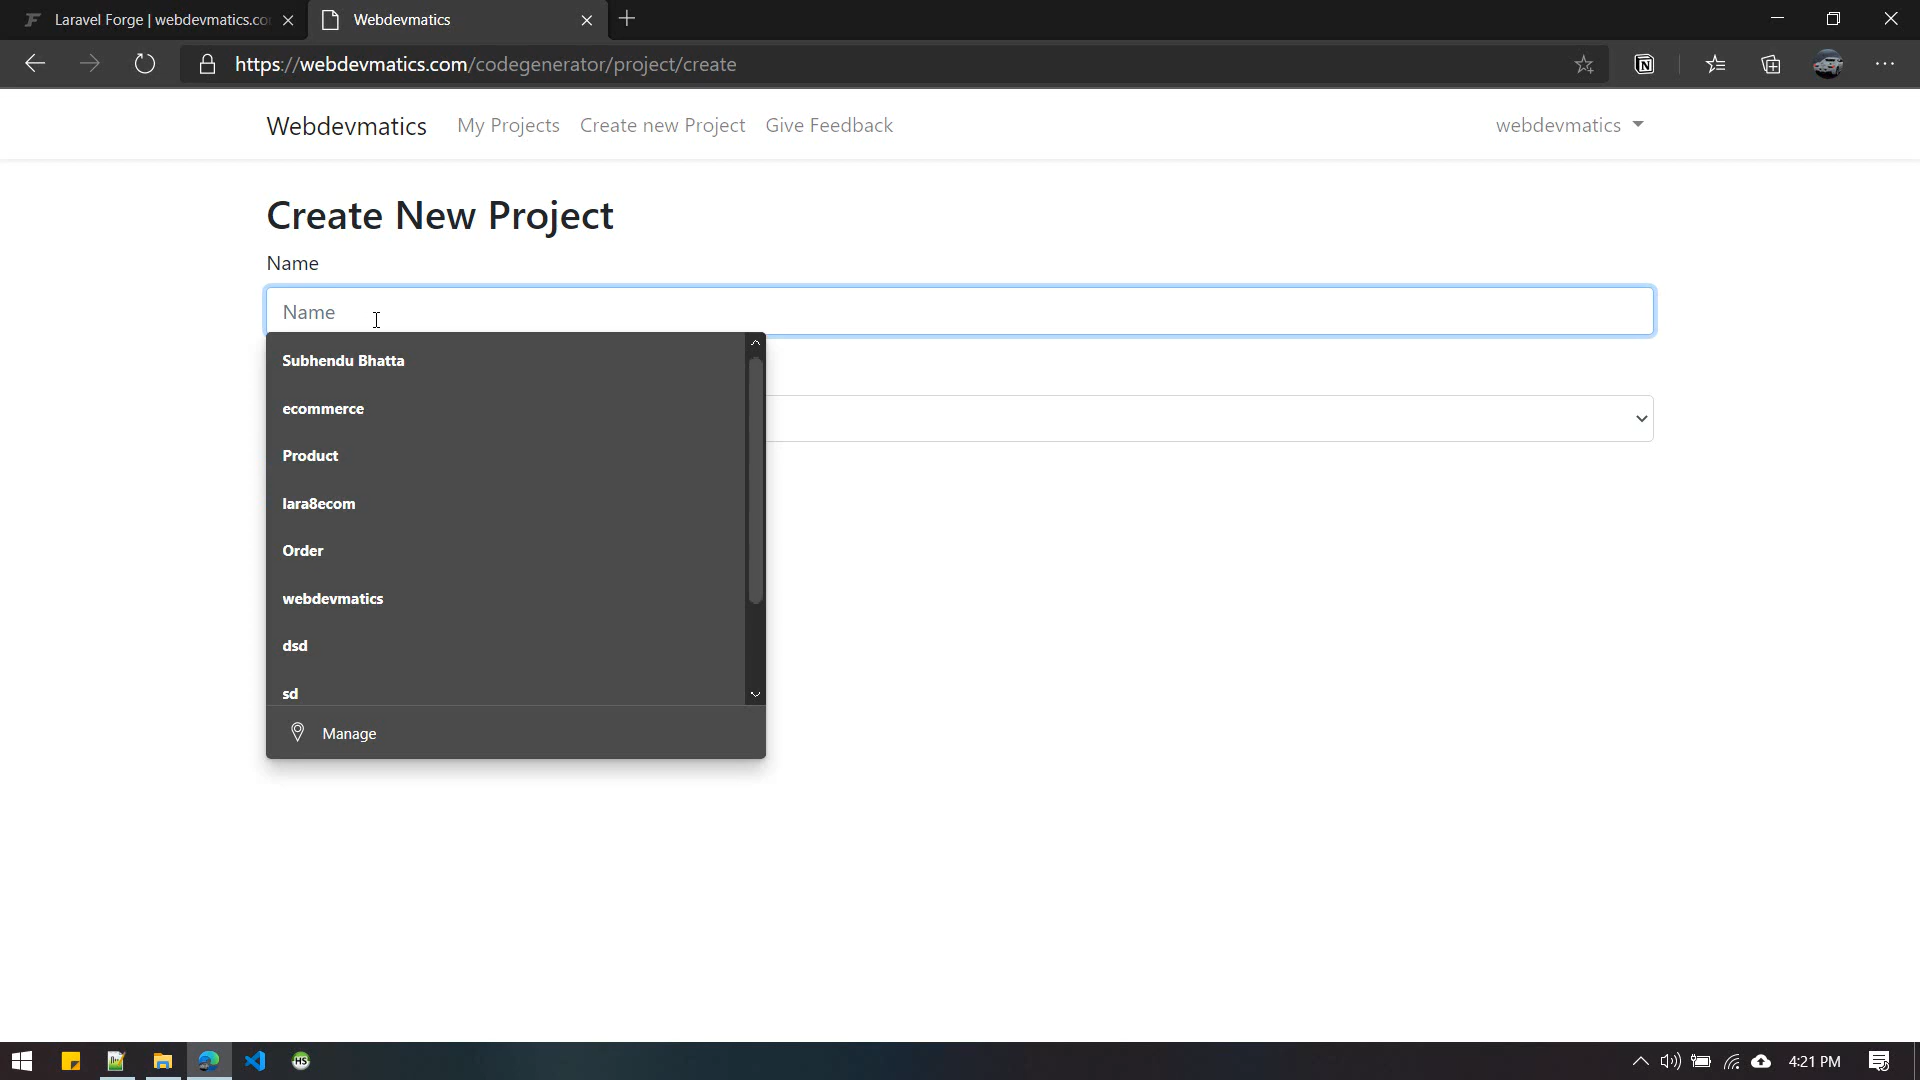 Laravel Forge | webdevmatics.co
Webdevmatics
https://webdevmatics.com/codegenerator/project/create
Webdevmatics My Projects Create new Project Give Feedback webdevmatics
Create New Project
Name
Name
Subhendu Bhatta
ecommerce
Product
lara8ecom
Order
webdevmatics
dsd
sd
Manage
HS
4:21 PM